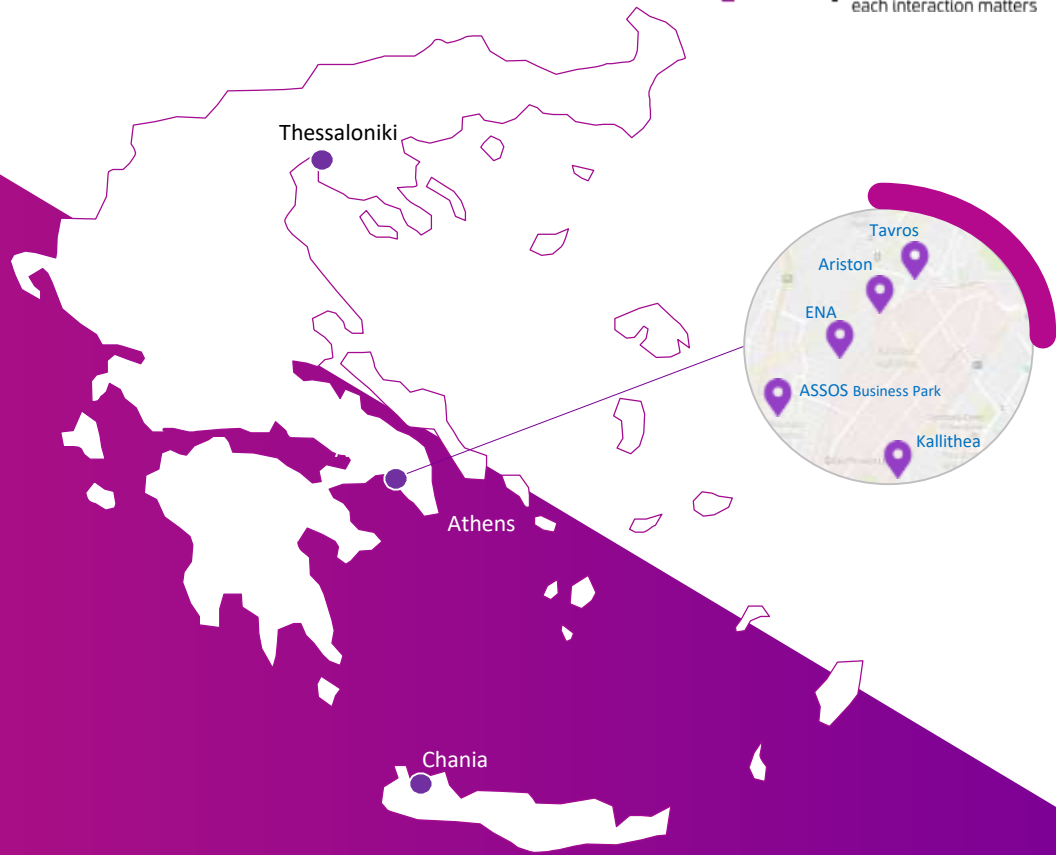 each interaction matters
Thessaloniki
Tavros
Ariston
ENA
ASSOS Business Park
Kallithea
Athens
Chania